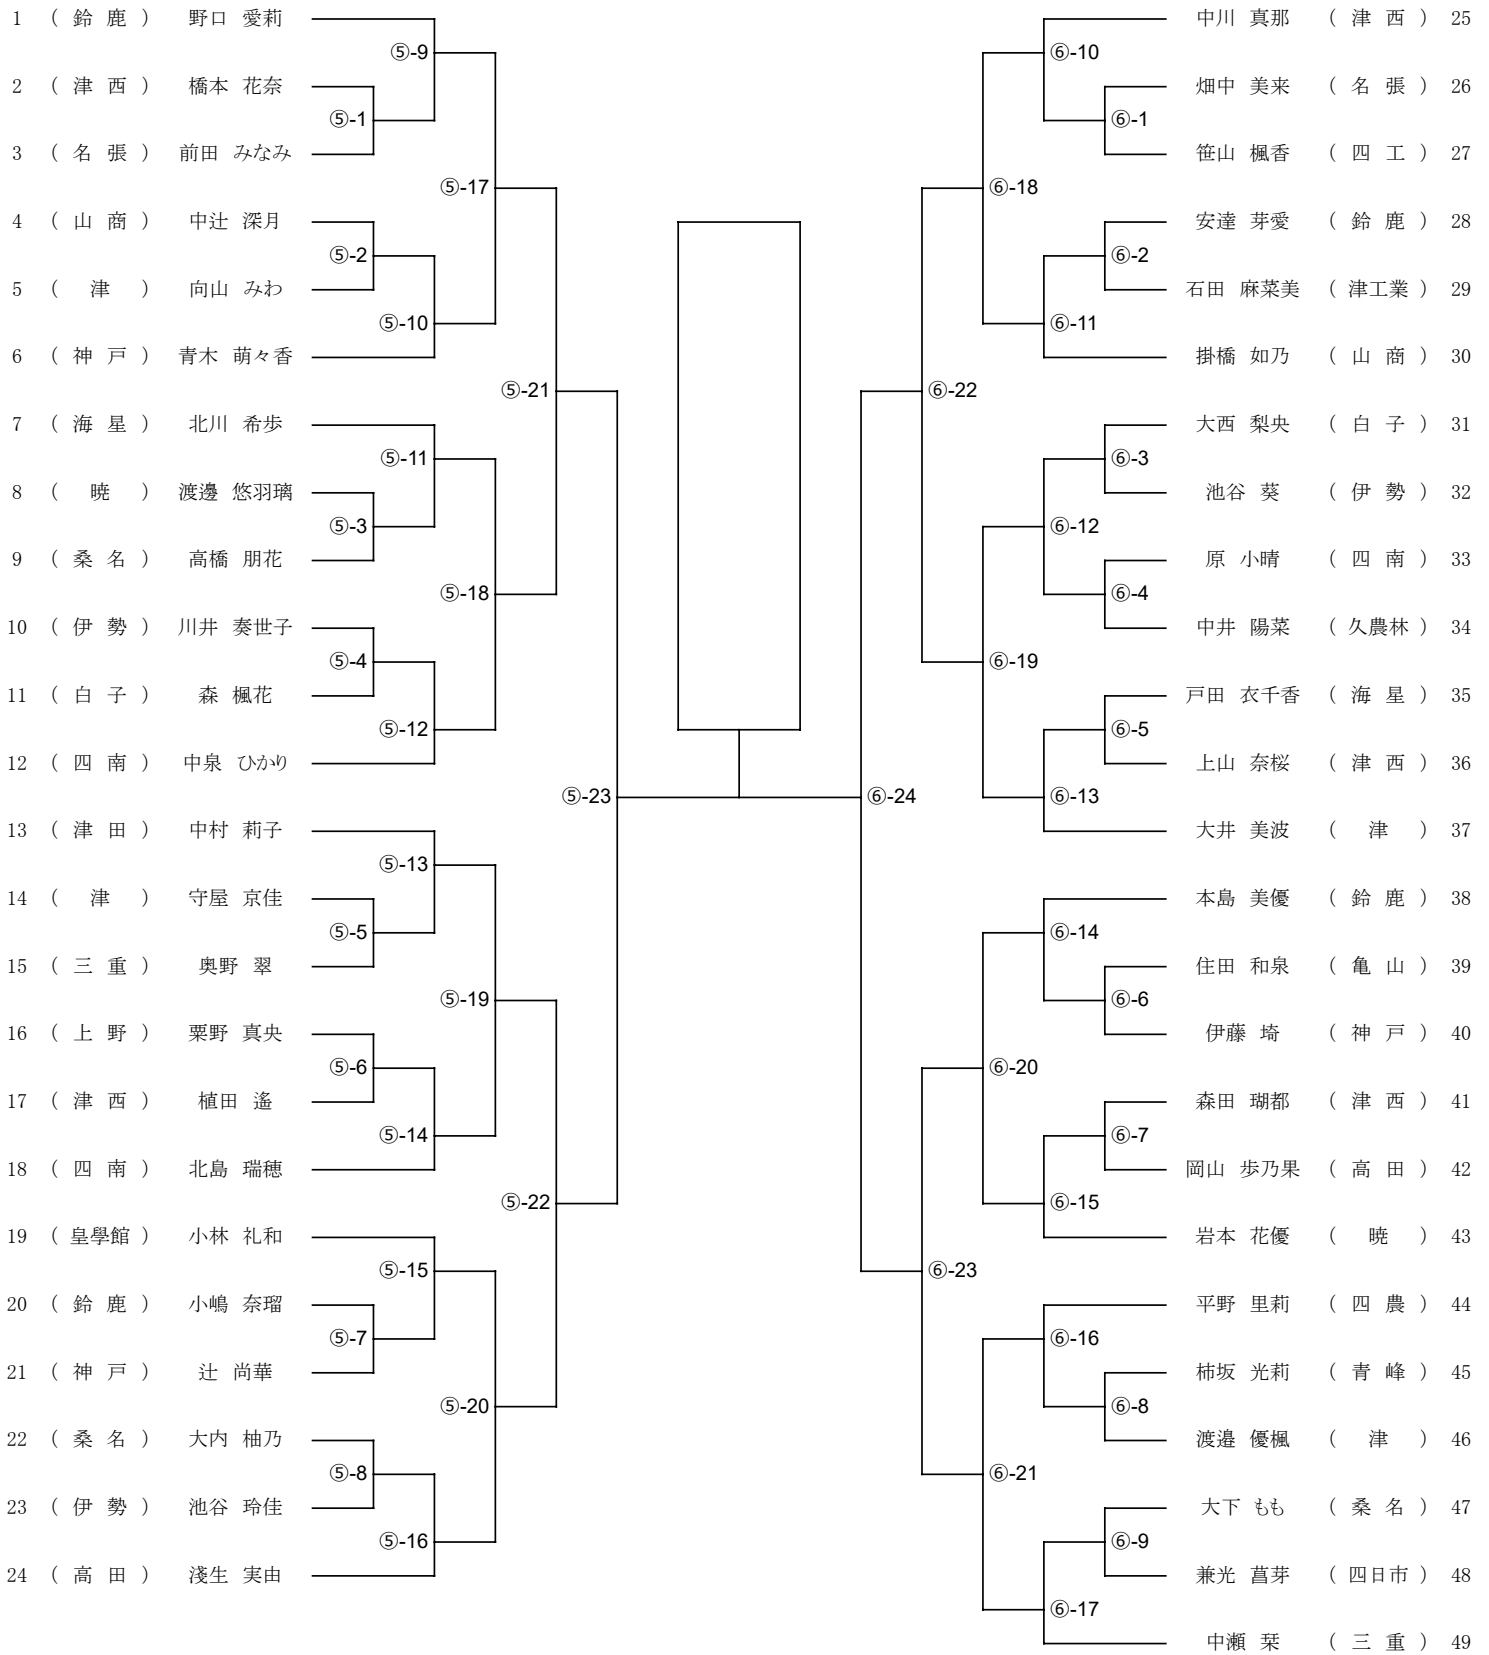 1 （ 鈴 鹿 ） 野口 愛莉
⑤-9
2 （ 津 西 ） 橋本 花奈
⑤-1
3 （ 名 張 ） 前田 みなみ
⑤-17
4 （ 山 商 ） 中辻 深月
⑤-2
5 （ 津 ） 向山 みわ
⑤-10
6 （ 神 戸 ） 青木 萌々香
⑤-21
7 （ 海 星 ） 北川 希歩
⑤-11
8 （ 暁 ） 渡邊 悠羽璃
⑤-3
9 （ 桑 名 ） 高橋 朋花
⑤-18
10 （ 伊 勢 ） 川井 奏世子
⑤-4
11 （ 白 子 ） 森 楓花
⑤-12
12 （ 四 南 ） 中泉 ひかり
⑤-23
13 （ 津 田 ） 中村 莉子
⑤-13
14 （ 津 ） 守屋 京佳
⑤-5
15 （ 三 重 ） 奥野 翠
⑤-19
16 （ 上 野 ） 粟野 真央
⑤-6
17 （ 津 西 ） 植田 遙
⑤-14
18 （ 四 南 ） 北島 瑞穂
⑤-22
19 （ 皇學館 ） 小林 礼和
⑤-15
20 （ 鈴 鹿 ） 小嶋 奈瑠
⑤-7
21 （ 神 戸 ） 辻 尚華
⑤-20
22 （ 桑 名 ） 大内 柚乃
⑤-8
23 （ 伊 勢 ） 池谷 玲佳
⑤-16
24 （ 高 田 ） 淺生 実由
中川 真那 （ 津 西 ） 25
⑥-10
畑中 美来 （ 名 張 ） 26
⑥-1
笹山 楓香 （ 四 工 ） 27
⑥-18
安達 芽愛 （ 鈴 鹿 ） 28
⑥-2
石田 麻菜美 （ 津工業 ） 29
⑥-11
掛橋 如乃 （ 山 商 ） 30
⑥-22
大西 梨央 （ 白 子 ） 31
⑥-3
池谷 葵 （ 伊 勢 ） 32
⑥-12
原 小晴 （ 四 南 ） 33
⑥-4
中井 陽菜 （ 久農林 ） 34
⑥-19
戸田 衣千香 （ 海 星 ） 35
⑥-5
上山 奈桜 （ 津 西 ） 36
⑥-24
⑥-13
大井 美波 （ 津 ） 37
本島 美優 （ 鈴 鹿 ） 38
⑥-14
住田 和泉 （ 亀 山 ） 39
⑥-6
伊藤 埼 （ 神 戸 ） 40
⑥-20
森田 瑚都 （ 津 西 ） 41
⑥-7
岡山 歩乃果 （ 高 田 ） 42
⑥-15
岩本 花優 （ 暁 ） 43
⑥-23
平野 里莉 （ 四 農 ） 44
⑥-16
柿坂 光莉 （ 青 峰 ） 45
⑥-8
渡邉 優楓 （ 津 ） 46
⑥-21
大下 もも （ 桑 名 ） 47
⑥-9
兼光 菖芽 （ 四日市 ） 48
⑥-17
中瀬 栞 （ 三 重 ） 49